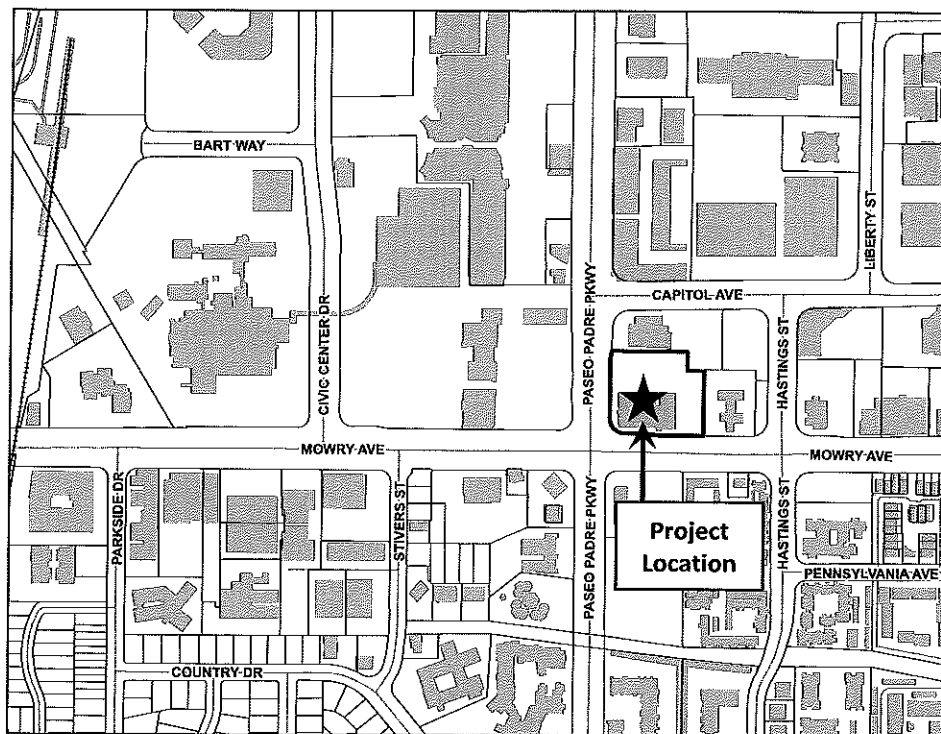 BART WAY
CIVIC CENTER DR
PASEO PADRE PKWY
LIBERTY ST
CAPITOL AVE
HASTINGS ST
MOWRY AVE
MOWRY AVE
PARKSIDE DR
STIVERS ST
PASEO PADRE PKWY
Project
Location
HASTINGS ST
PENNSYLVANIA AVE
COUNTRY DR